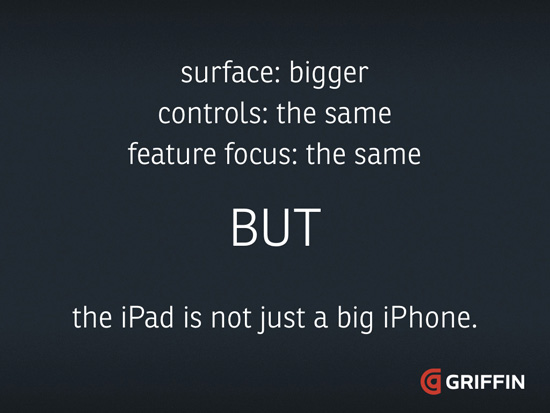 surface: bigger
controls: the same
feature focus: the same
BUT
the iPad is not just a big iPhone.
GRIFFIN